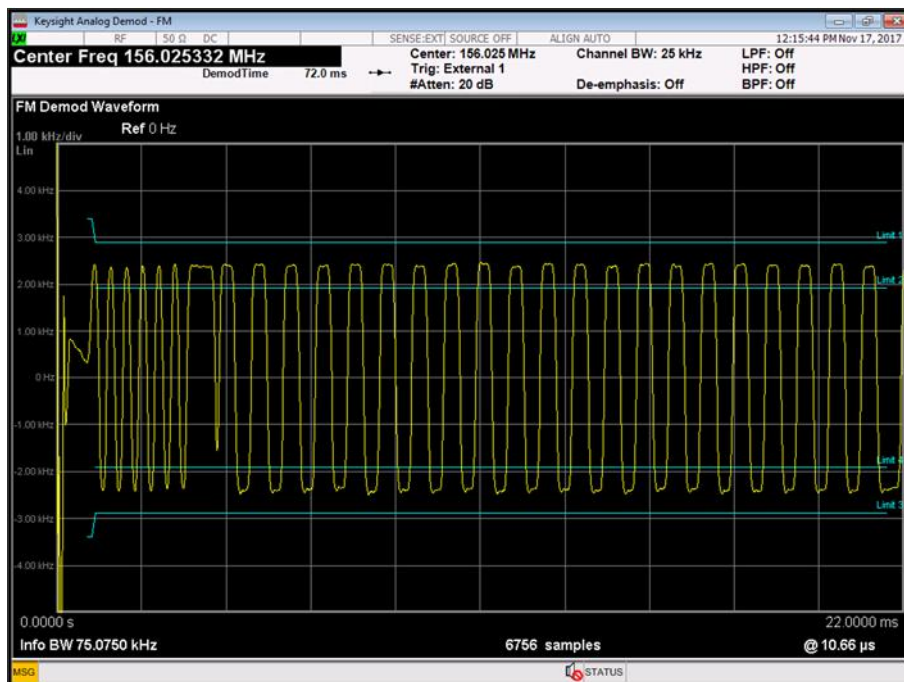 Keysight Analog Demod - FM
LXI RF 50 Ω DC SENSE:EXT SOURCE OFF ALIGN AUTO 12:15:44 PM Nov 17, 2017
Center Freq 156.025332 MHz Center: 156.025 MHz Channel BW: 25 kHz LPF: Off
DemodTime 72.0 ms Trig: External 1 HPF: Off
#Atten: 20 dB De-emphasis: Off BPF: Off
FM Demod Waveform
1.00 kHz/div Ref 0 Hz
Lin
4.00 kHz
3.00 kHz
Limit 1
2.00 kHz
Limit 2
1.00 kHz
0 Hz
-1.00 kHz
-2.00 kHz
Limit 4
-3.00 kHz
Limit 3
-4.00 kHz
0.0000 s 22.0000 ms
Info BW 75.0750 kHz 6756 samples @ 10.66 µs
MSG STATUS